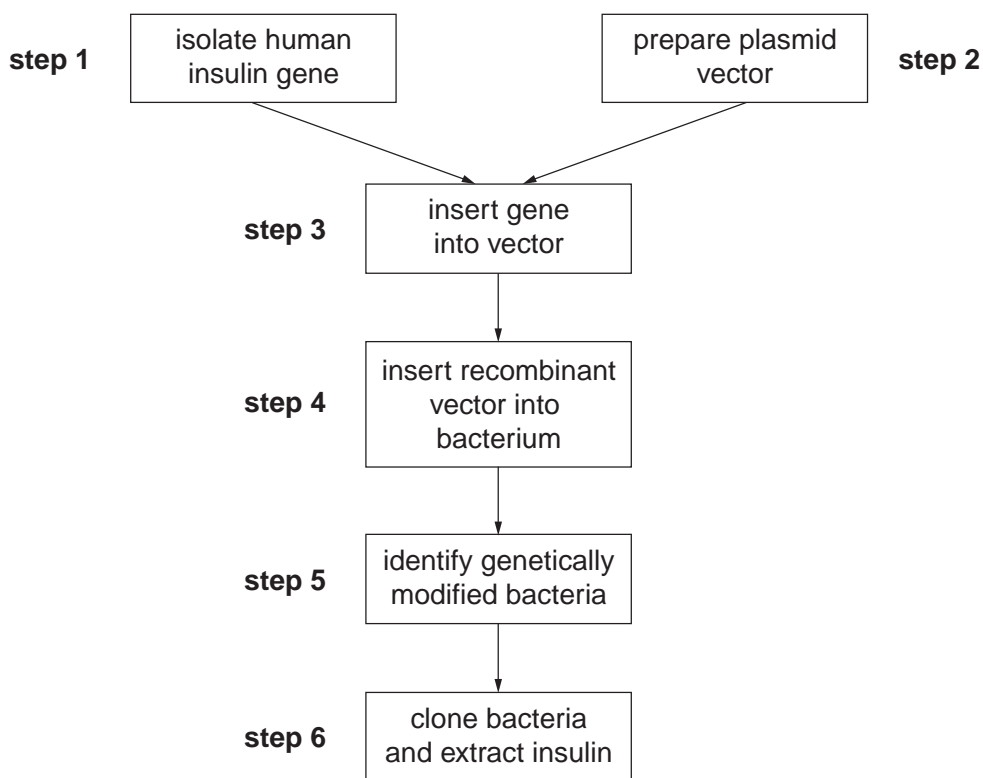 step 1
isolate human
insulin gene
prepare plasmid
vector
step 2
step 3
insert gene
into vector
step 4
insert recombinant
vector into
bacterium
step 5
identify genetically
modified bacteria
step 6
clone bacteria
and extract insulin